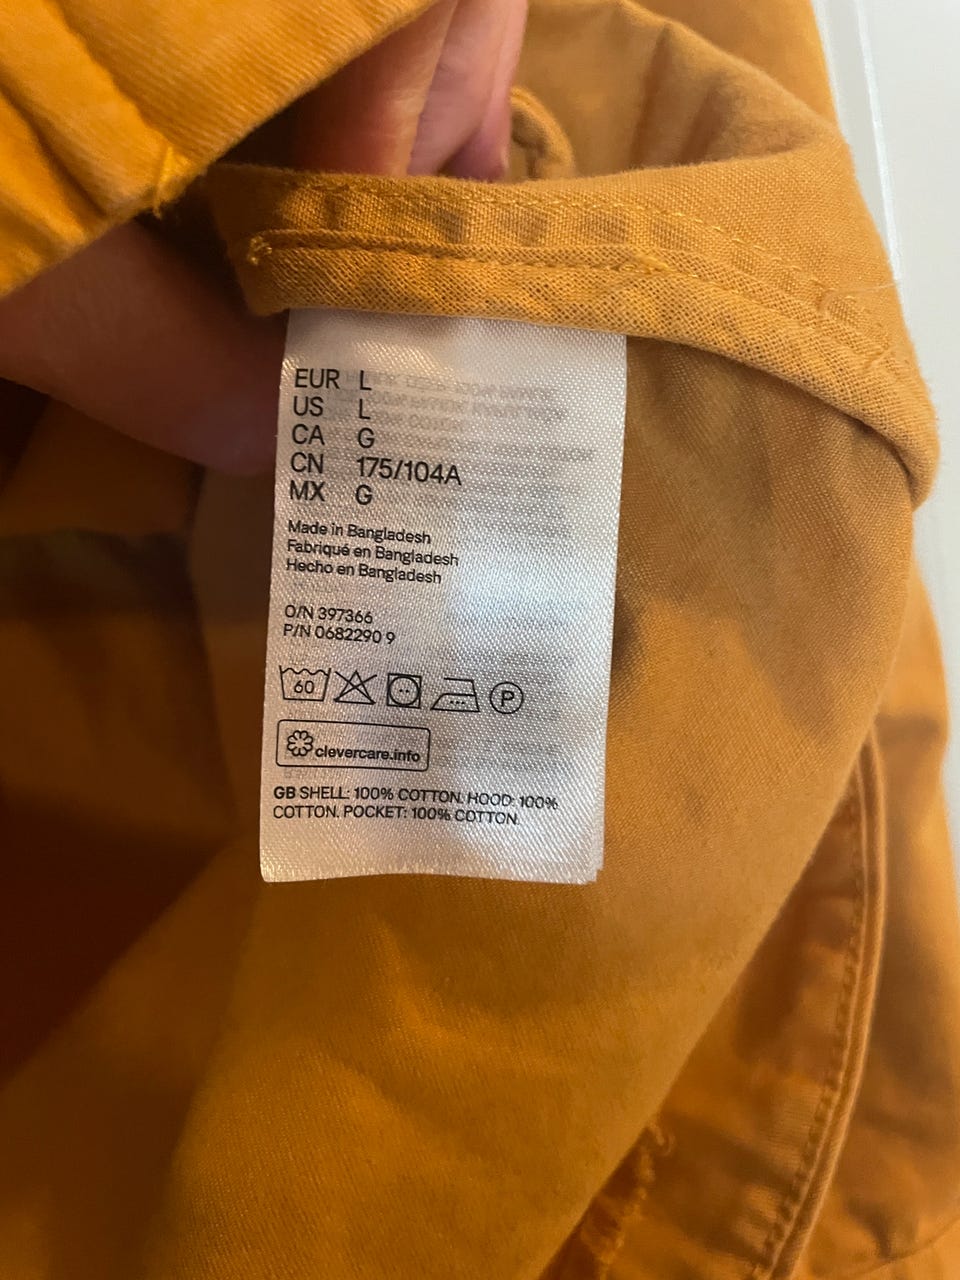 EUR L
US L
CA G
CN 175/104A
MX G
Made in Bangladesh
Fabriqué en Bangladesh
Hecho en Bangladesh
O/N 397366
P/N 0682290 9
60 P
clevercare.info
GB SHELL: 100% COTTON. HOOD: 100%
COTTON. POCKET: 100% COTTON.